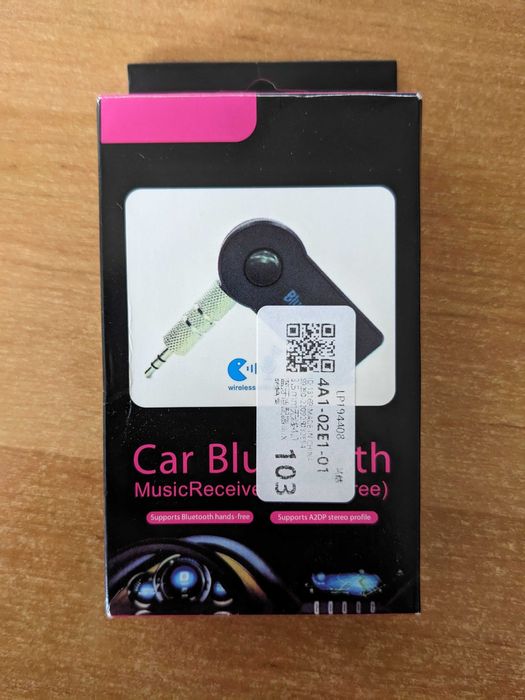 Blu
wireless
LP194408
4A1-02E1-01
103
Car Blu th
MusicReceive ree)
Supports Bluetooth hands-free
Supports A2DP stereo profile